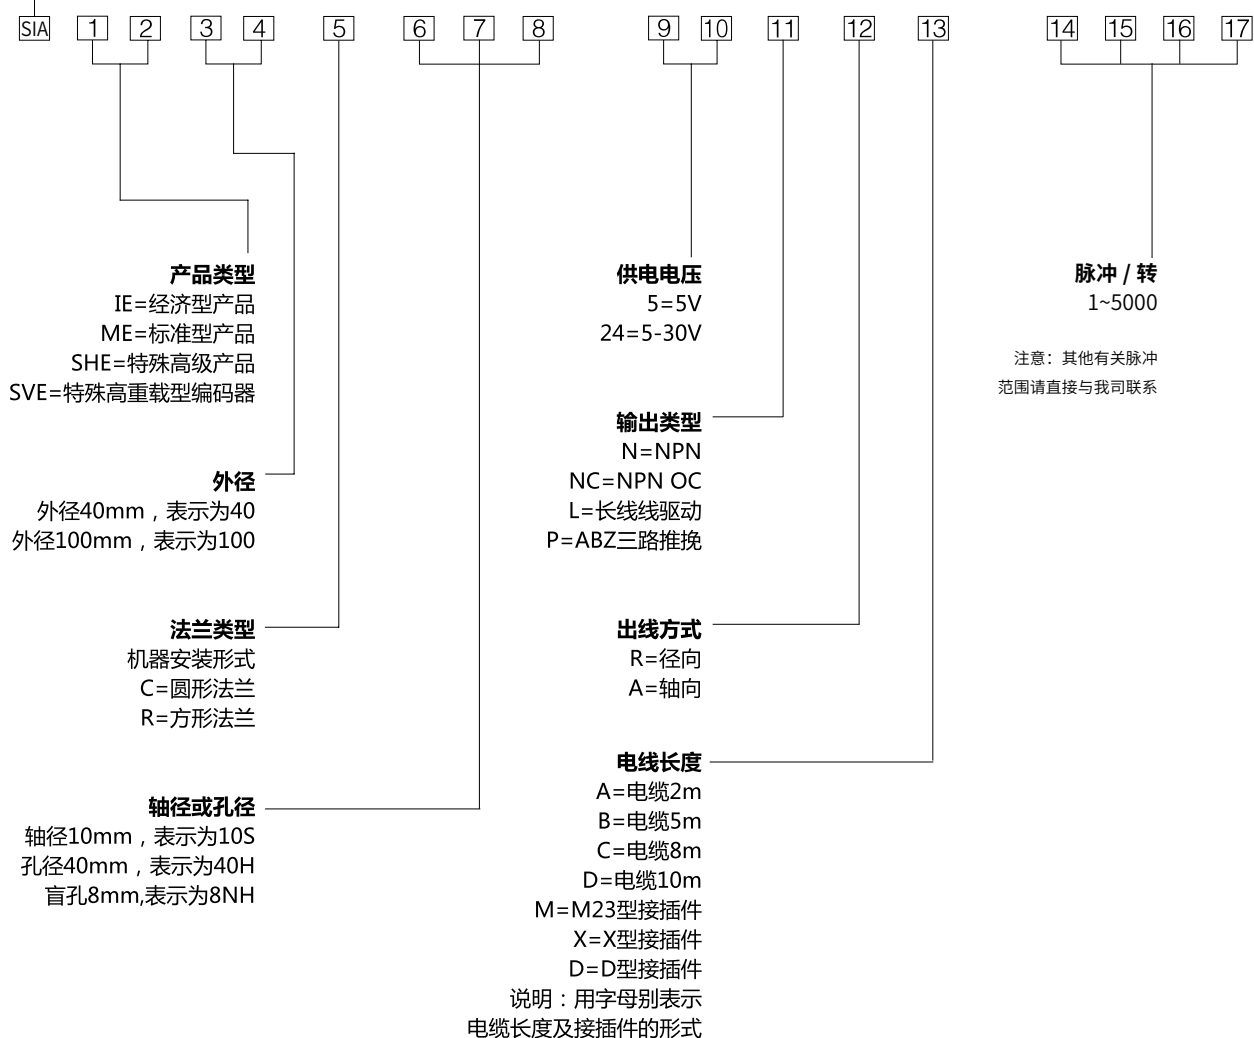 SIA 1 2 3 4 5 6 7 8 9 10 11 12 13 14 15 16 17
产品类型
IE=经济型产品
ME=标准型产品
SHE=特殊高级产品
SVE=特殊高重载型编码器
外径
外径40mm，表示为40
外径100mm，表示为100
法兰类型
机器安装形式
C=圆形法兰
R=方形法兰
轴径或孔径
轴径10mm，表示为10S
孔径40mm，表示为40H
盲孔8mm,表示为8NH
供电电压
5=5V
24=5-30V
输出类型
N=NPN
NC=NPN OC
L=长线线驱动
P=ABZ三路推挽
出线方式
R=径向
A=轴向
电线长度
A=电缆2m
B=电缆5m
C=电缆8m
D=电缆10m
M=M23型接插件
X=X型接插件
D=D型接插件
说明：用字母别表示
电缆长度及接插件的形式
脉冲 / 转
1~5000
注意：其他有关脉冲
范围请直接与我司联系